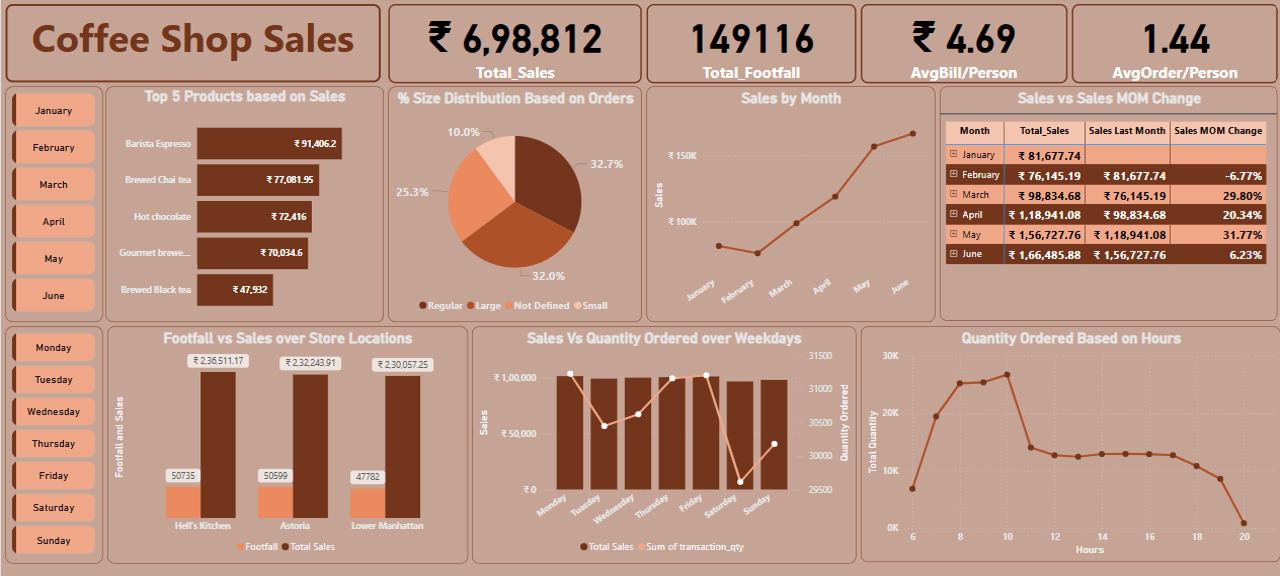 Coffee Shop Sales
₹ 6,98,812
Total_Sales
149116
Total_Footfall
₹ 4.69
AvgBill/Person
1.44
AvgOrder/Person
January
February
March
April
May
June
Top 5 Products based on Sales
Barista Espresso ₹ 91,406.2
Brewed Chai tea ₹ 77,081.95
Hot chocolate ₹ 72,416
Gourmet brewe... ₹ 70,034.6
Brewed Black tea ₹ 47,932
% Size Distribution Based on Orders
10.0%
32.7%
25.3%
32.0%
Regular Large Not Defined Small
Sales by Month
₹ 150K
₹ 100K
Sales
January February March April May June
Sales vs Sales MOM Change
Month Total_Sales Sales Last Month Sales MOM Change
January ₹ 81,677.74
February ₹ 76,145.19 ₹ 81,677.74 -6.77%
March ₹ 98,834.68 ₹ 76,145.19 29.80%
April ₹ 1,18,941.08 ₹ 98,834.68 20.34%
May ₹ 1,56,727.76 ₹ 1,18,941.08 31.77%
June ₹ 1,66,485.88 ₹ 1,56,727.76 6.23%
Monday
Tuesday
Wednesday
Thursday
Friday
Saturday
Sunday
Footfall vs Sales over Store Locations
₹ 2,36,511.17 ₹ 2,32,243.91 ₹ 2,30,057.25
Footfall and Sales
50735 50599 47782
Hell's Kitchen Astoria Lower Manhattan
Footfall Total Sales
Sales Vs Quantity Ordered over Weekdays
₹ 1,00,000
₹ 50,000
₹ 0
Sales
31500
31000
30500
30000
29500
Quantity Ordered
Monday Tuesday Wednesday Thursday Friday Saturday Sunday
Total Sales Sum of transaction_qty
Quantity Ordered Based on Hours
30K
20K
10K
0K
Total Quantity
6 8 10 12 14 16 18 20
Hours